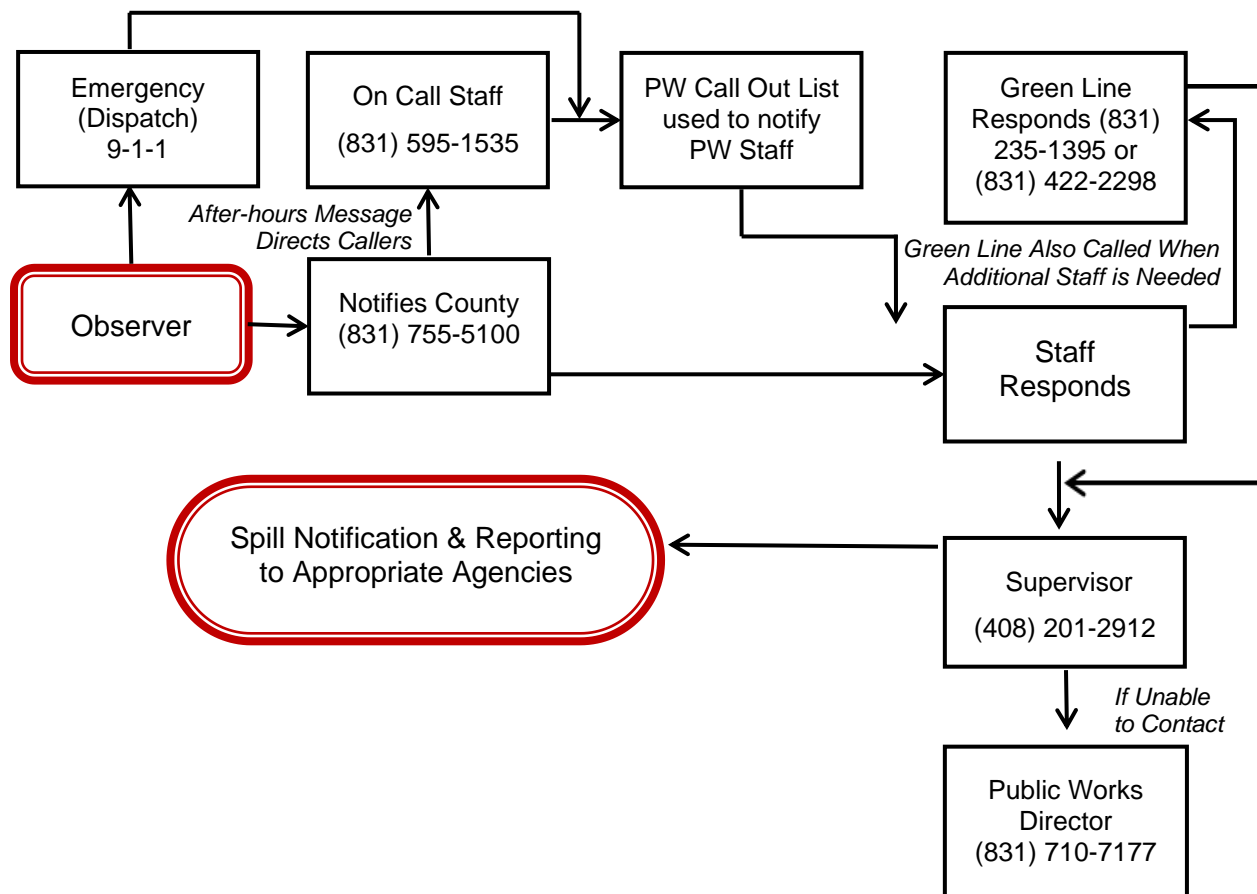 Emergency
(Dispatch)
9-1-1
On Call Staff
(831) 595-1535
PW Call Out List
used to notify
PW Staff
Green Line
Responds (831)
235-1395 or
(831) 422-2298
After-hours Message
Directs Callers
Green Line Also Called When
Additional Staff is Needed
Observer
Notifies County
(831) 755-5100
Staff
Responds
Spill Notification & Reporting
to Appropriate Agencies
Supervisor
(408) 201-2912
If Unable
to Contact
Public Works
Director
(831) 710-7177